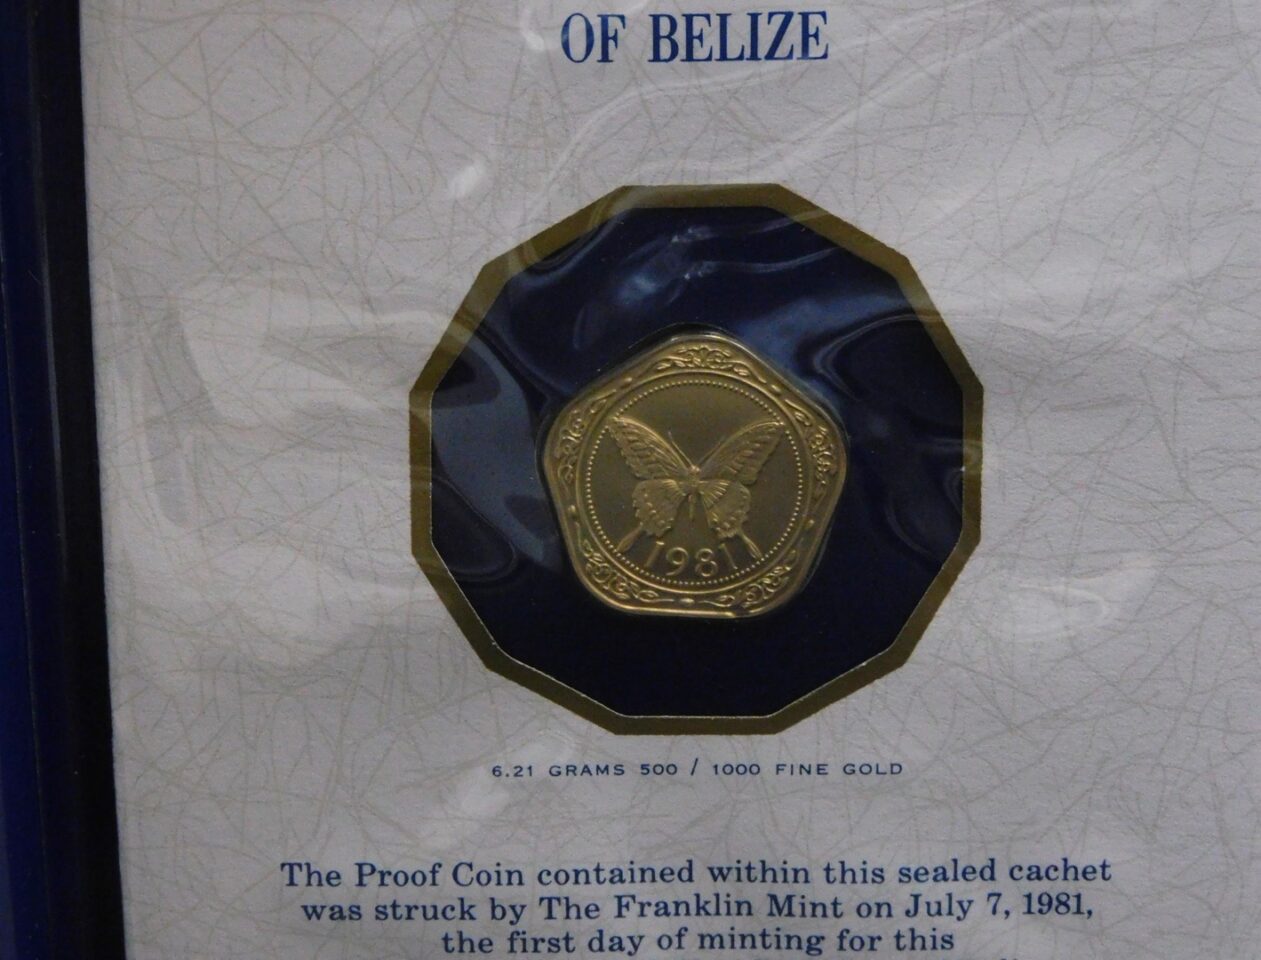 OF BELIZE
1981
6.21 GRAMS 500 / 1000 FINE GOLD
The Proof Coin contained within this sealed cachet
was struck by The Franklin Mint on July 7, 1981,
the first day of minting for this